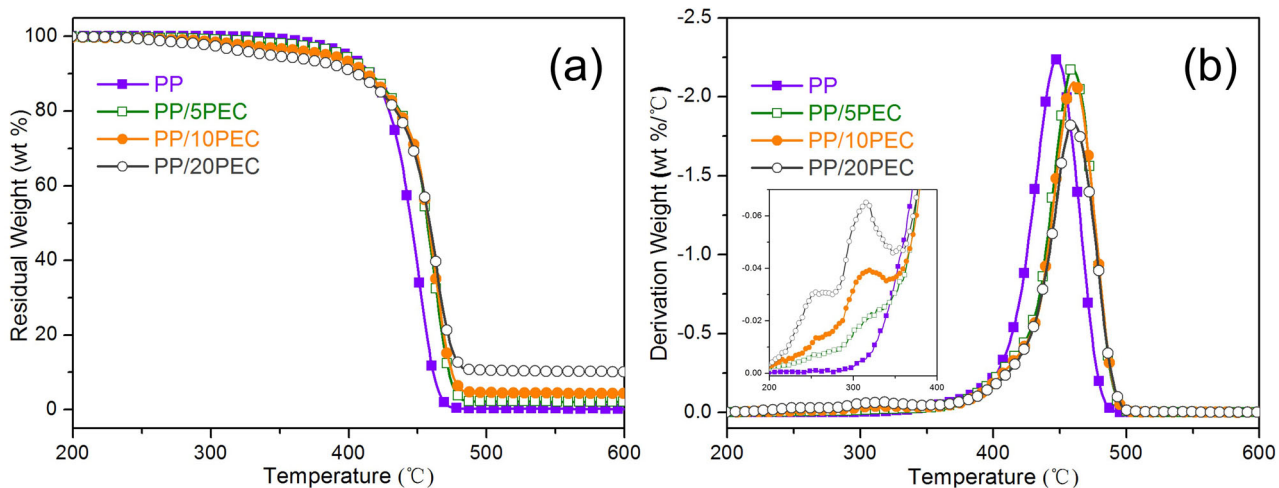 (a)
PP
PP/5PEC
PP/10PEC
PP/20PEC
Residual Weight (wt %)
100
80
60
40
20
0
200 300 400 500 600
Temperature (℃)
(b)
PP
PP/5PEC
PP/10PEC
PP/20PEC
Derivation Weight (wt %/℃)
-2.5
-2.0
-1.5
-1.0
-0.5
0.0
-0.06
-0.04
-0.02
0.00
200 300 400
200 300 400 500 600
Temperature (℃)